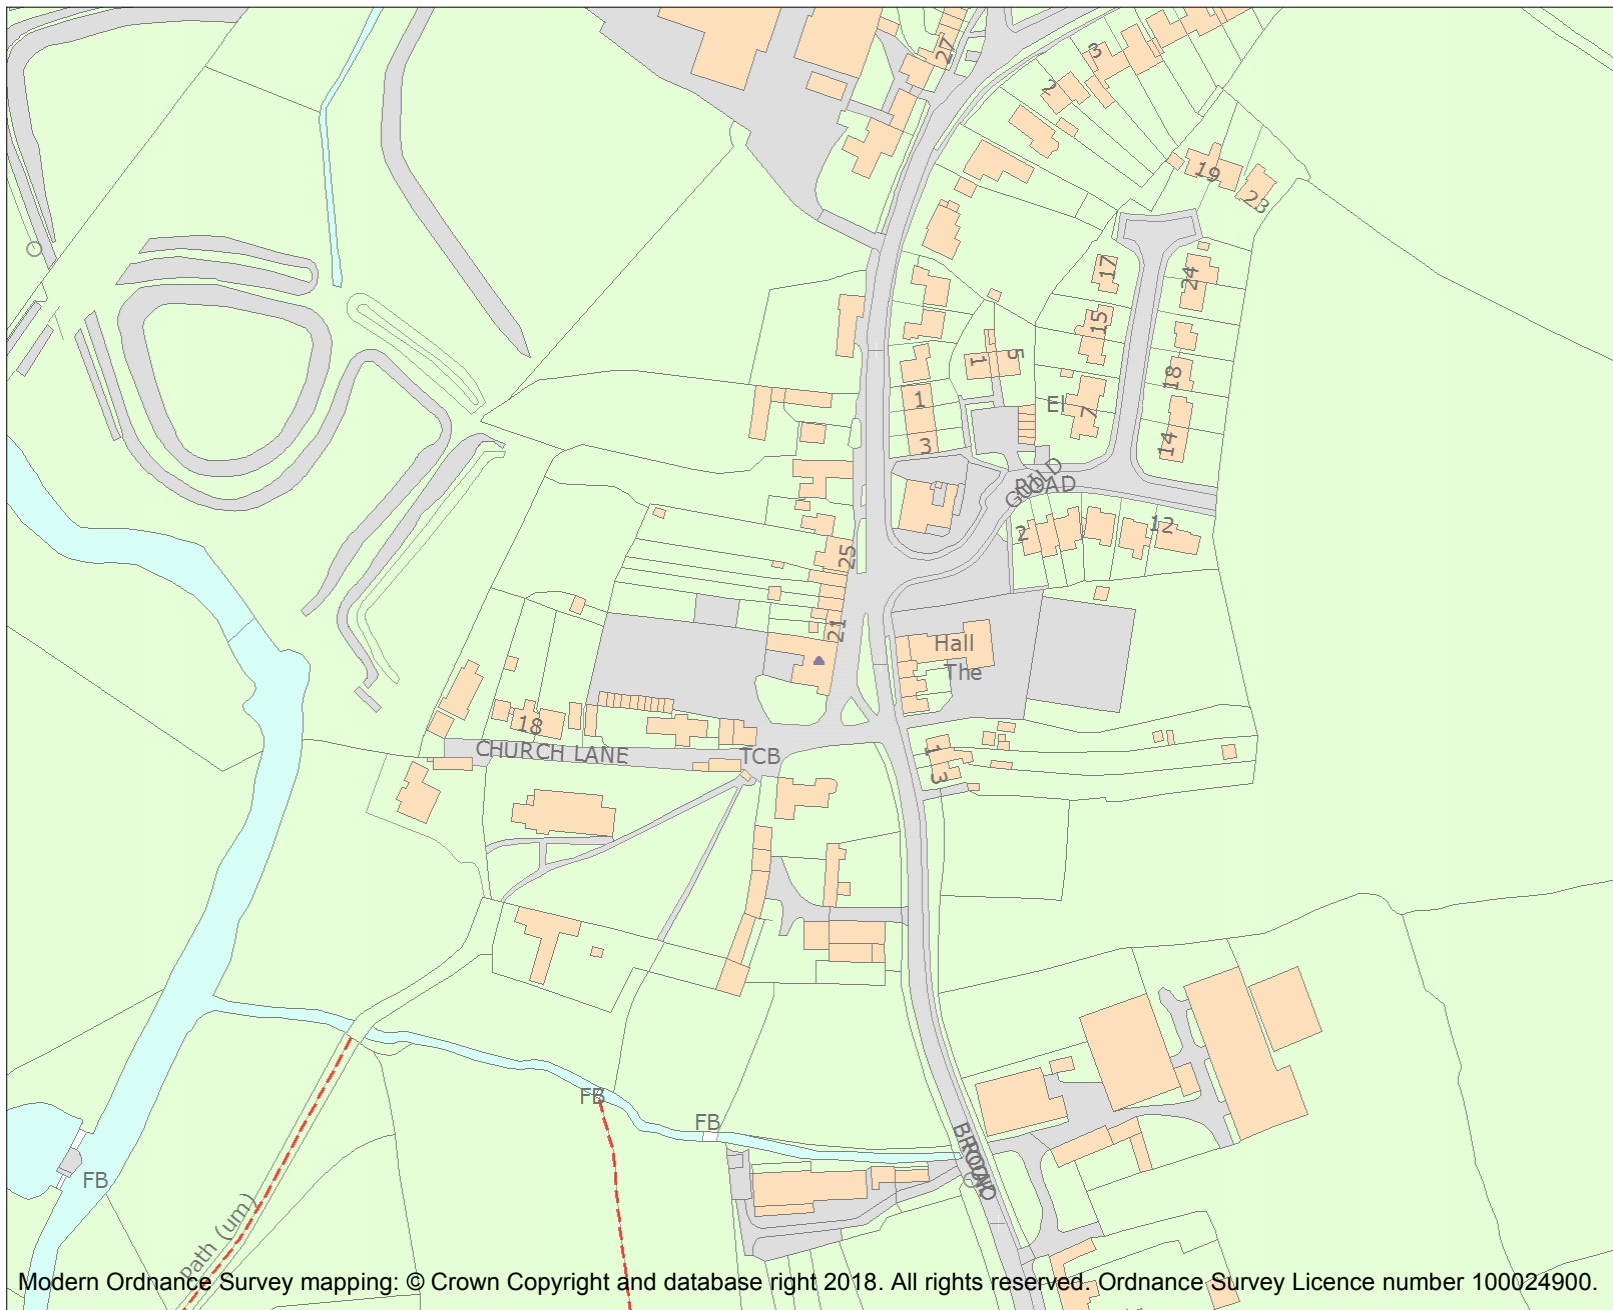 27
3
2
19
23
17
24
15
1
5
18
1
El
7
3
14
GUILD
ROAD
2
12
25
21
Hall
The
18
CHURCH LANE
TCB
1
3
FB
FB
BROAD
FB
Path (um)
Modern Ordnance Survey mapping: © Crown Copyright and database right 2018. All rights reserved. Ordnance Survey Licence number 100024900.